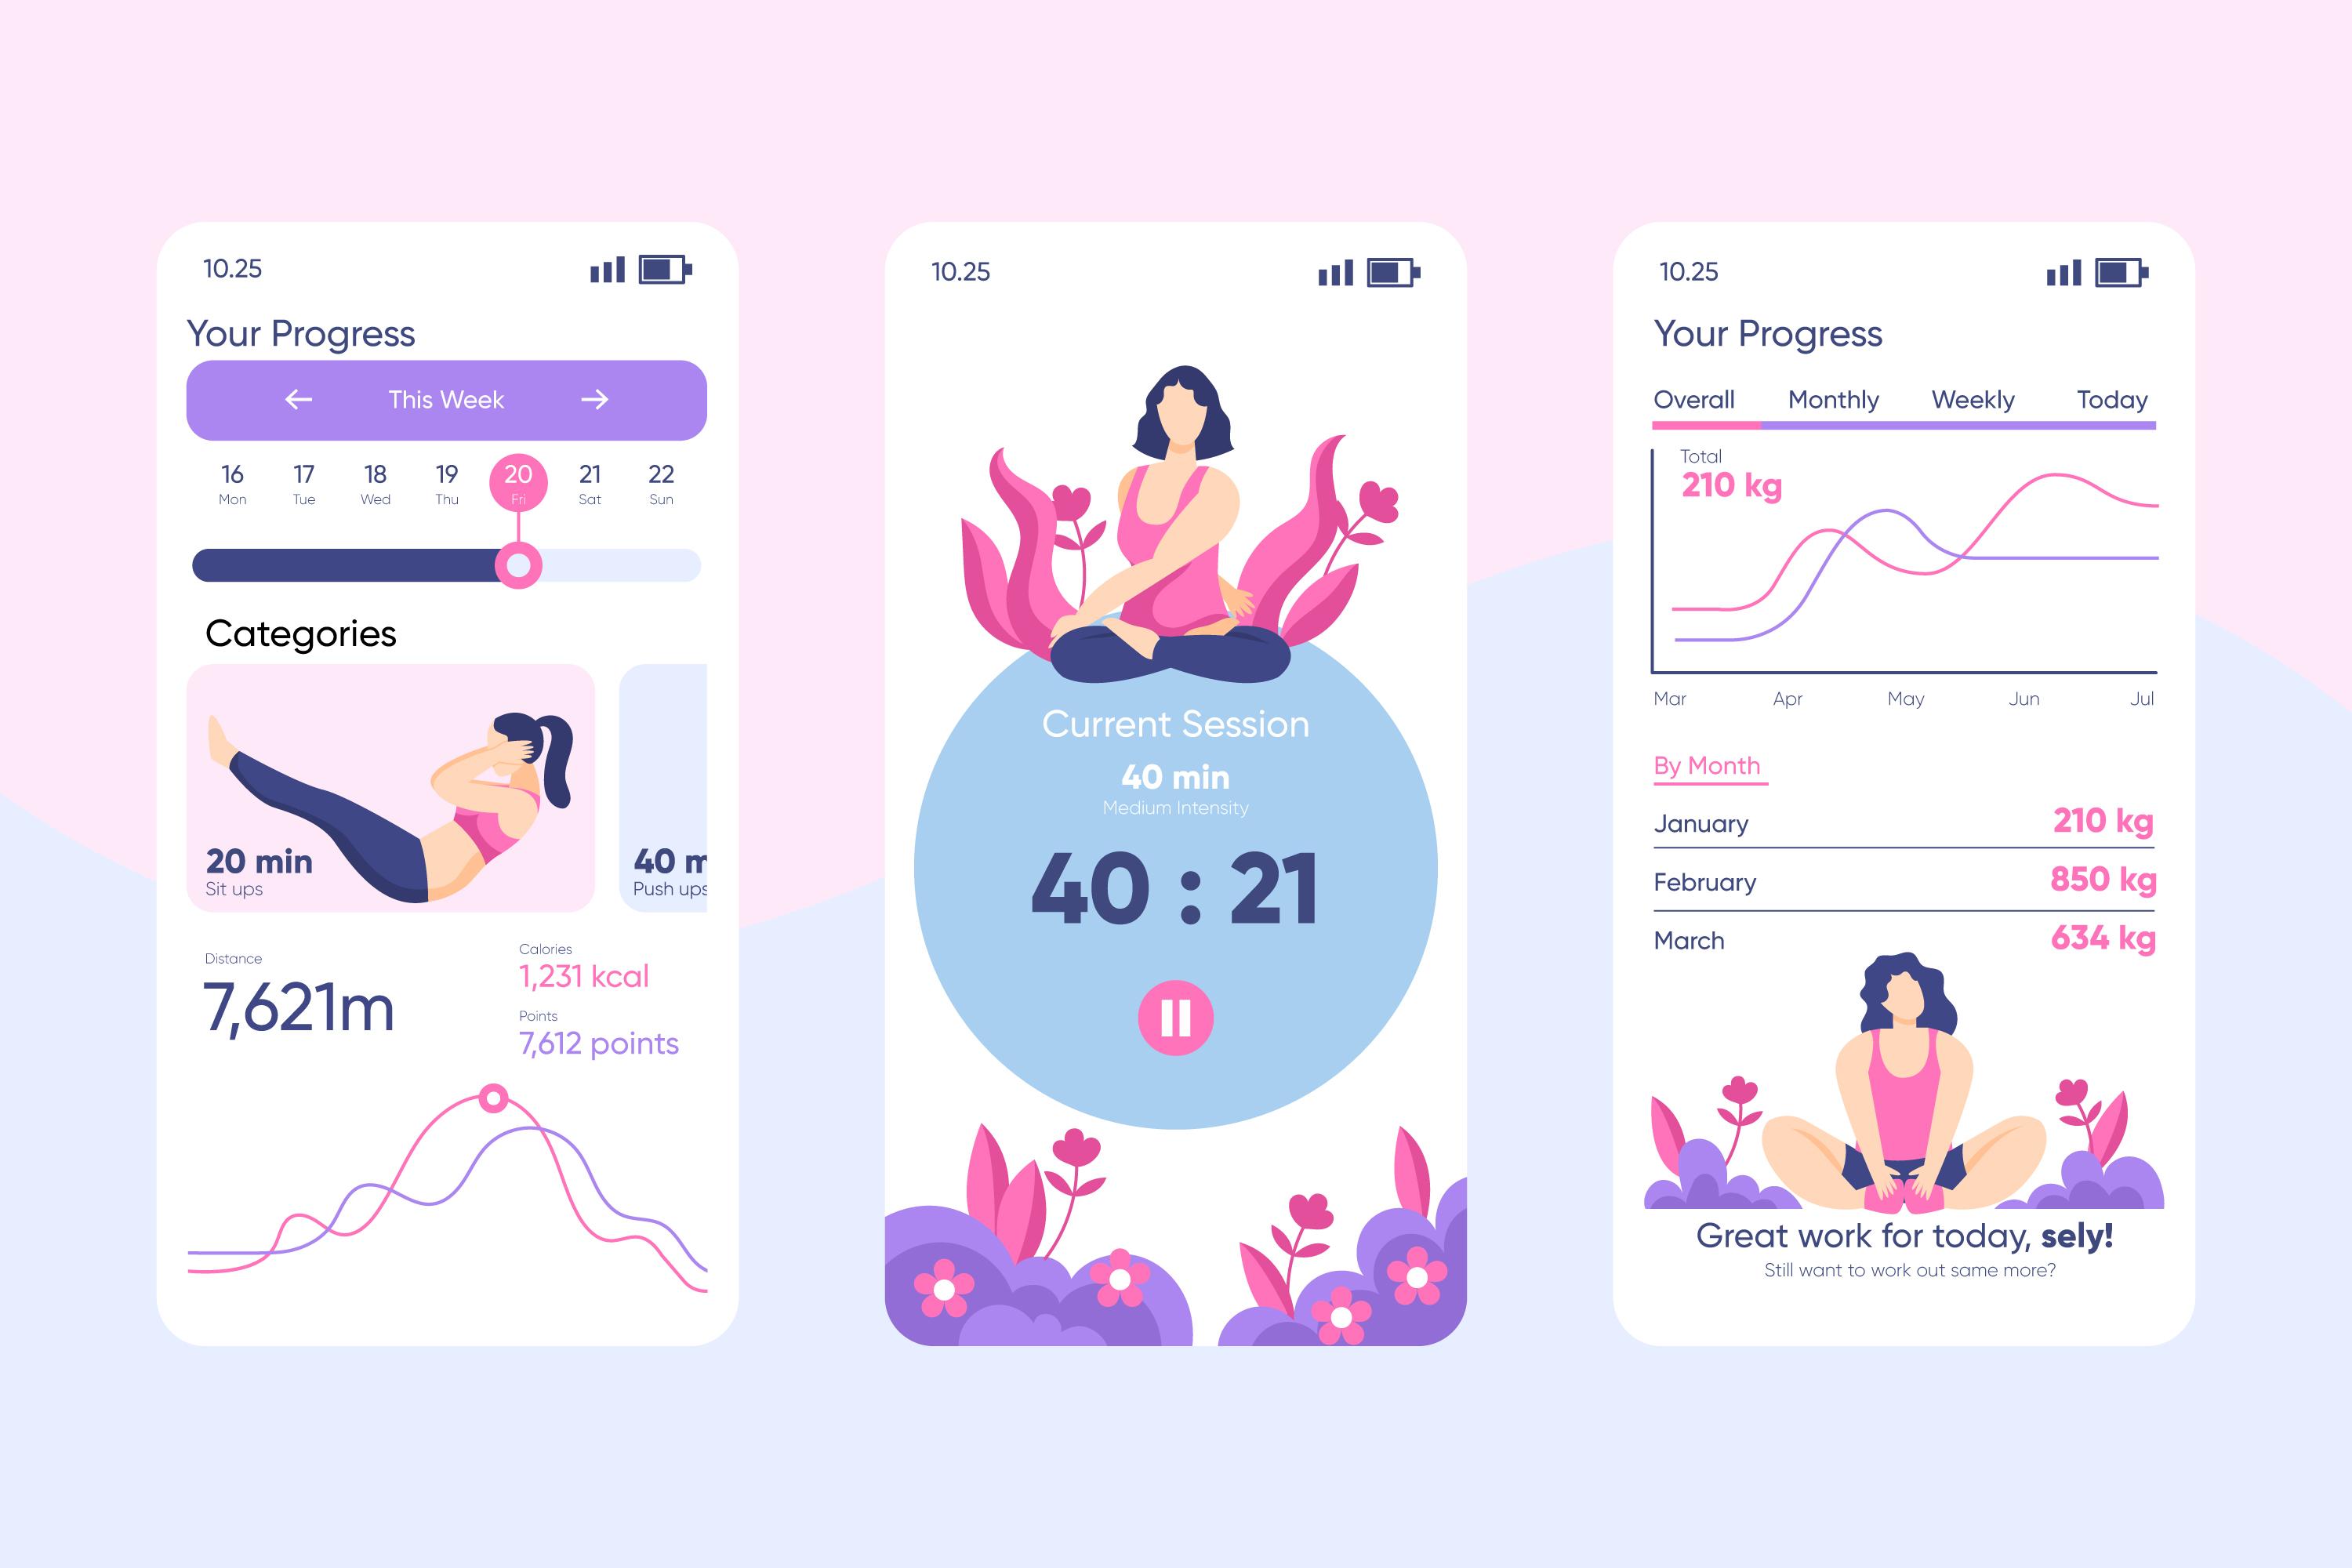 10.25
Your Progress
This Week
16 17 18 19 20 21 22
Mon Tue Wed Thu Fri Sat Sun
Categories
20 min
Sit ups
40 m
Push ups
Distance
7,621m
Calories
1,231 kcal
Points
7,612 points
10.25
Current Session
40 min
Medium Intensity
40 : 21
10.25
Your Progress
Overall Monthly Weekly Today
Total
210 kg
Mar Apr May Jun Jul
By Month
January 210 kg
February 850 kg
March 634 kg
Great work for today, sely!
Still want to work out same more?